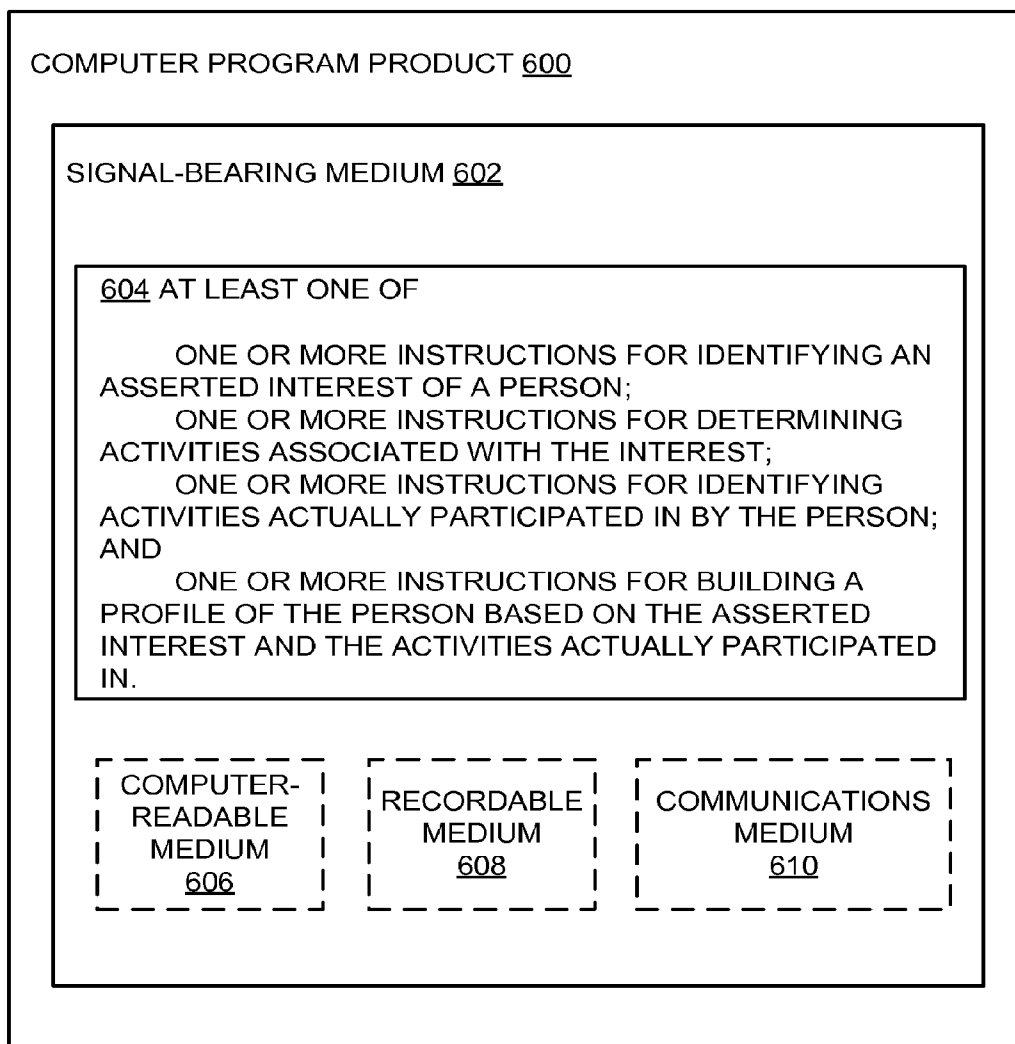 COMPUTER PROGRAM PRODUCT 600
SIGNAL-BEARING MEDIUM 602
604 AT LEAST ONE OF
ONE OR MORE INSTRUCTIONS FOR IDENTIFYING AN
ASSERTED INTEREST OF A PERSON;
ONE OR MORE INSTRUCTIONS FOR DETERMINING
ACTIVITIES ASSOCIATED WITH THE INTEREST;
ONE OR MORE INSTRUCTIONS FOR IDENTIFYING
ACTIVITIES ACTUALLY PARTICIPATED IN BY THE PERSON;
AND
ONE OR MORE INSTRUCTIONS FOR BUILDING A
PROFILE OF THE PERSON BASED ON THE ASSERTED
INTEREST AND THE ACTIVITIES ACTUALLY PARTICIPATED
IN.
COMPUTER-
READABLE
MEDIUM
606
RECORDABLE
MEDIUM
608
COMMUNICATIONS
MEDIUM
610